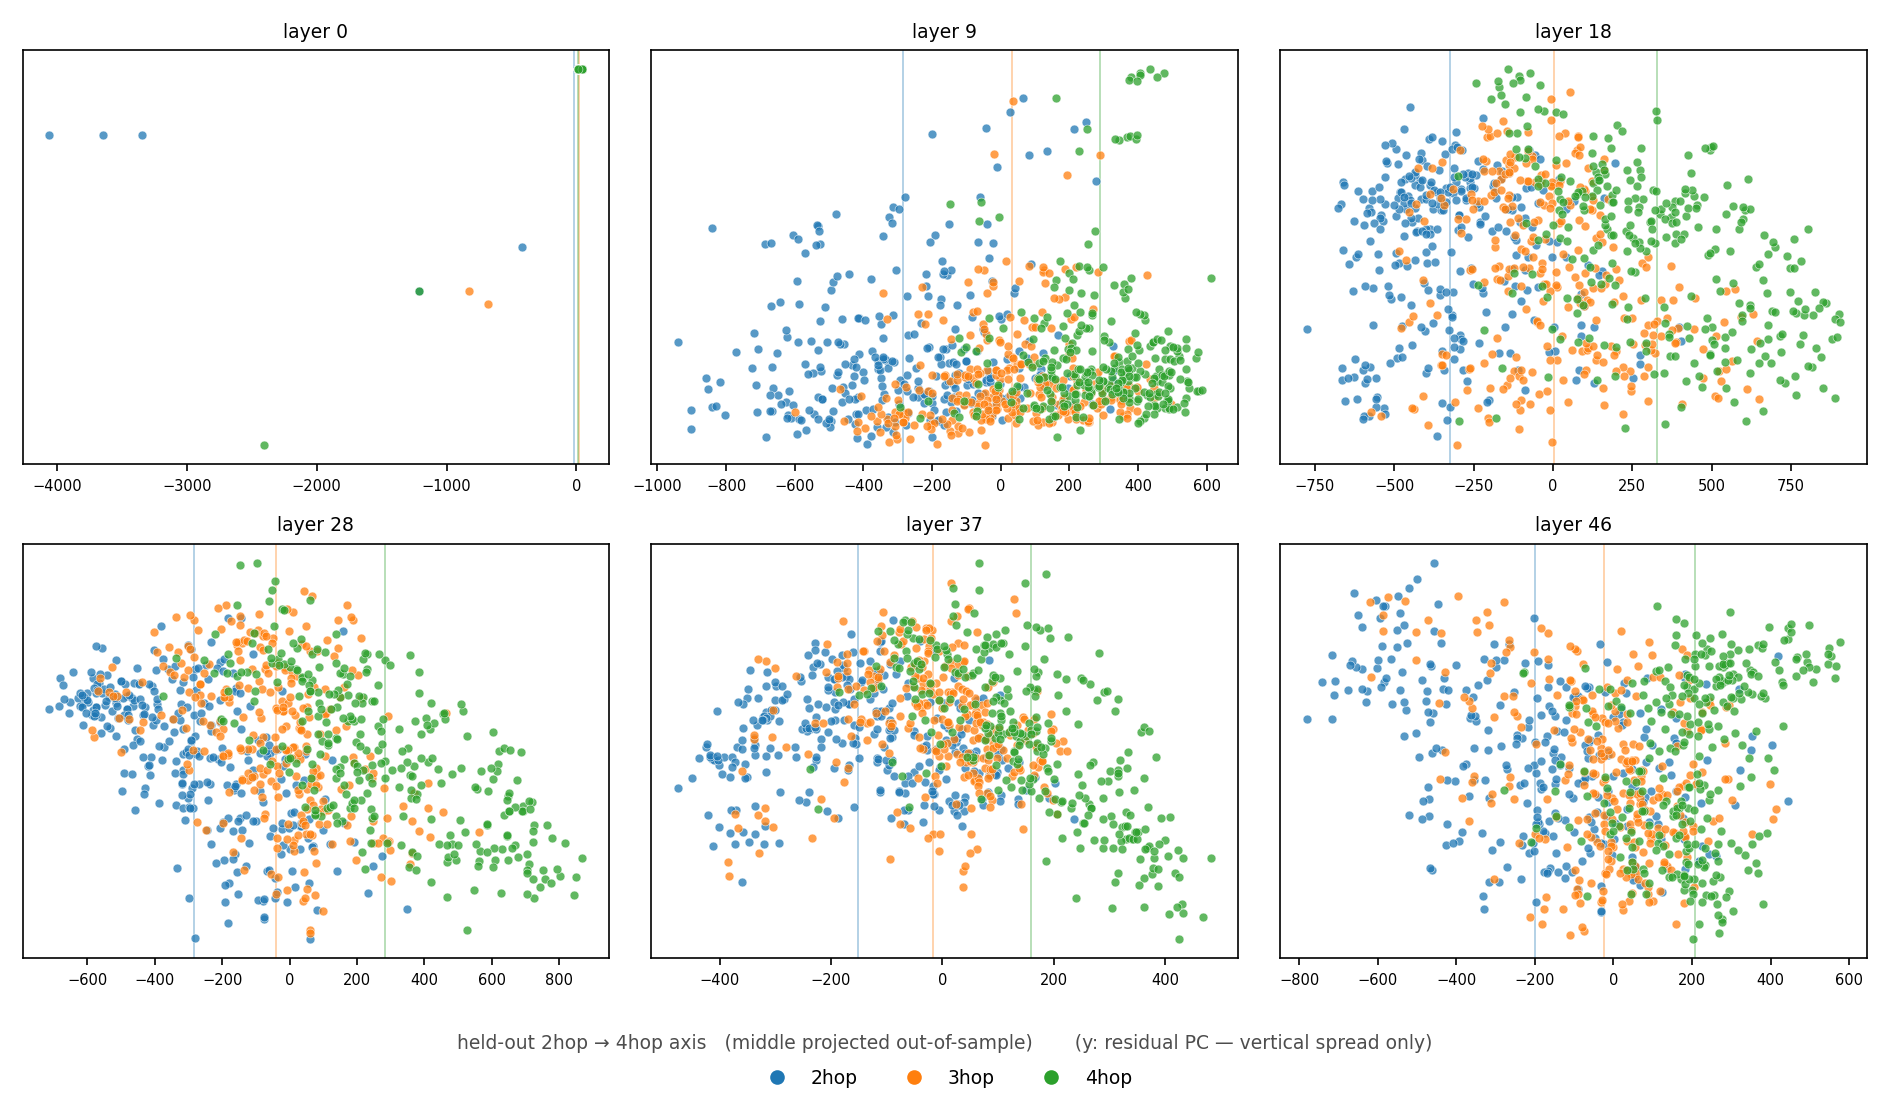 layer 0
−4000 −3000 −2000 −1000 0
layer 9
−1000 −800 −600 −400 −200 0 200 400 600
layer 18
−750 −500 −250 0 250 500 750
layer 28
−600 −400 −200 0 200 400 600 800
layer 37
−400 −200 0 200 400
layer 46
−800 −600 −400 −200 0 200 400 600
held-out 2hop → 4hop axis (middle projected out-of-sample) (y: residual PC — vertical spread only)
2hop 3hop 4hop